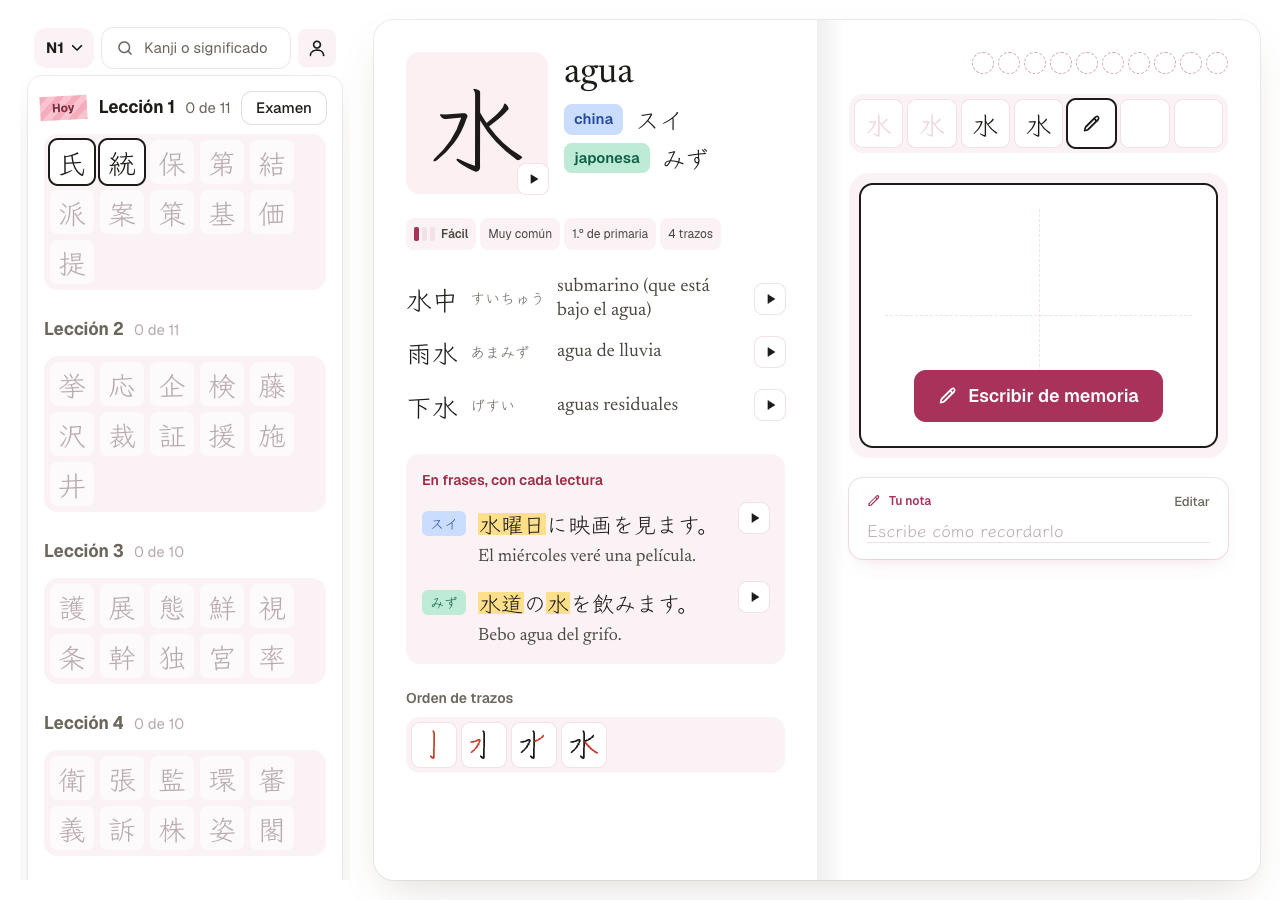 N1
Kanji o significado
Hoy
Lección 1
0 de 11
Examen
氏 統 保 第 結
派 案 策 基 価
提
Lección 2
0 de 11
挙 応 企 検 藤
沢 裁 証 援 施
井
Lección 3
0 de 10
護 展 態 鮮 視
条 幹 独 宮 率
Lección 4
0 de 10
衛 張 監 環 審
義 訴 株 姿 閣
水
agua
china スイ
japonesa みず
Fácil
Muy común
1.º de primaria
4 trazos
水中 すいちゅう submarino (que está
bajo el agua)
雨水 あまみず agua de lluvia
下水 げすい aguas residuales
En frases, con cada lectura
スイ 水曜日に映画を見ます。
El miércoles veré una película.
みず 水道の水を飲みます。
Bebo agua del grifo.
Orden de trazos
水
水 水 水 水
Escribir de memoria
Tu nota
Editar
Escribe cómo recordarlo